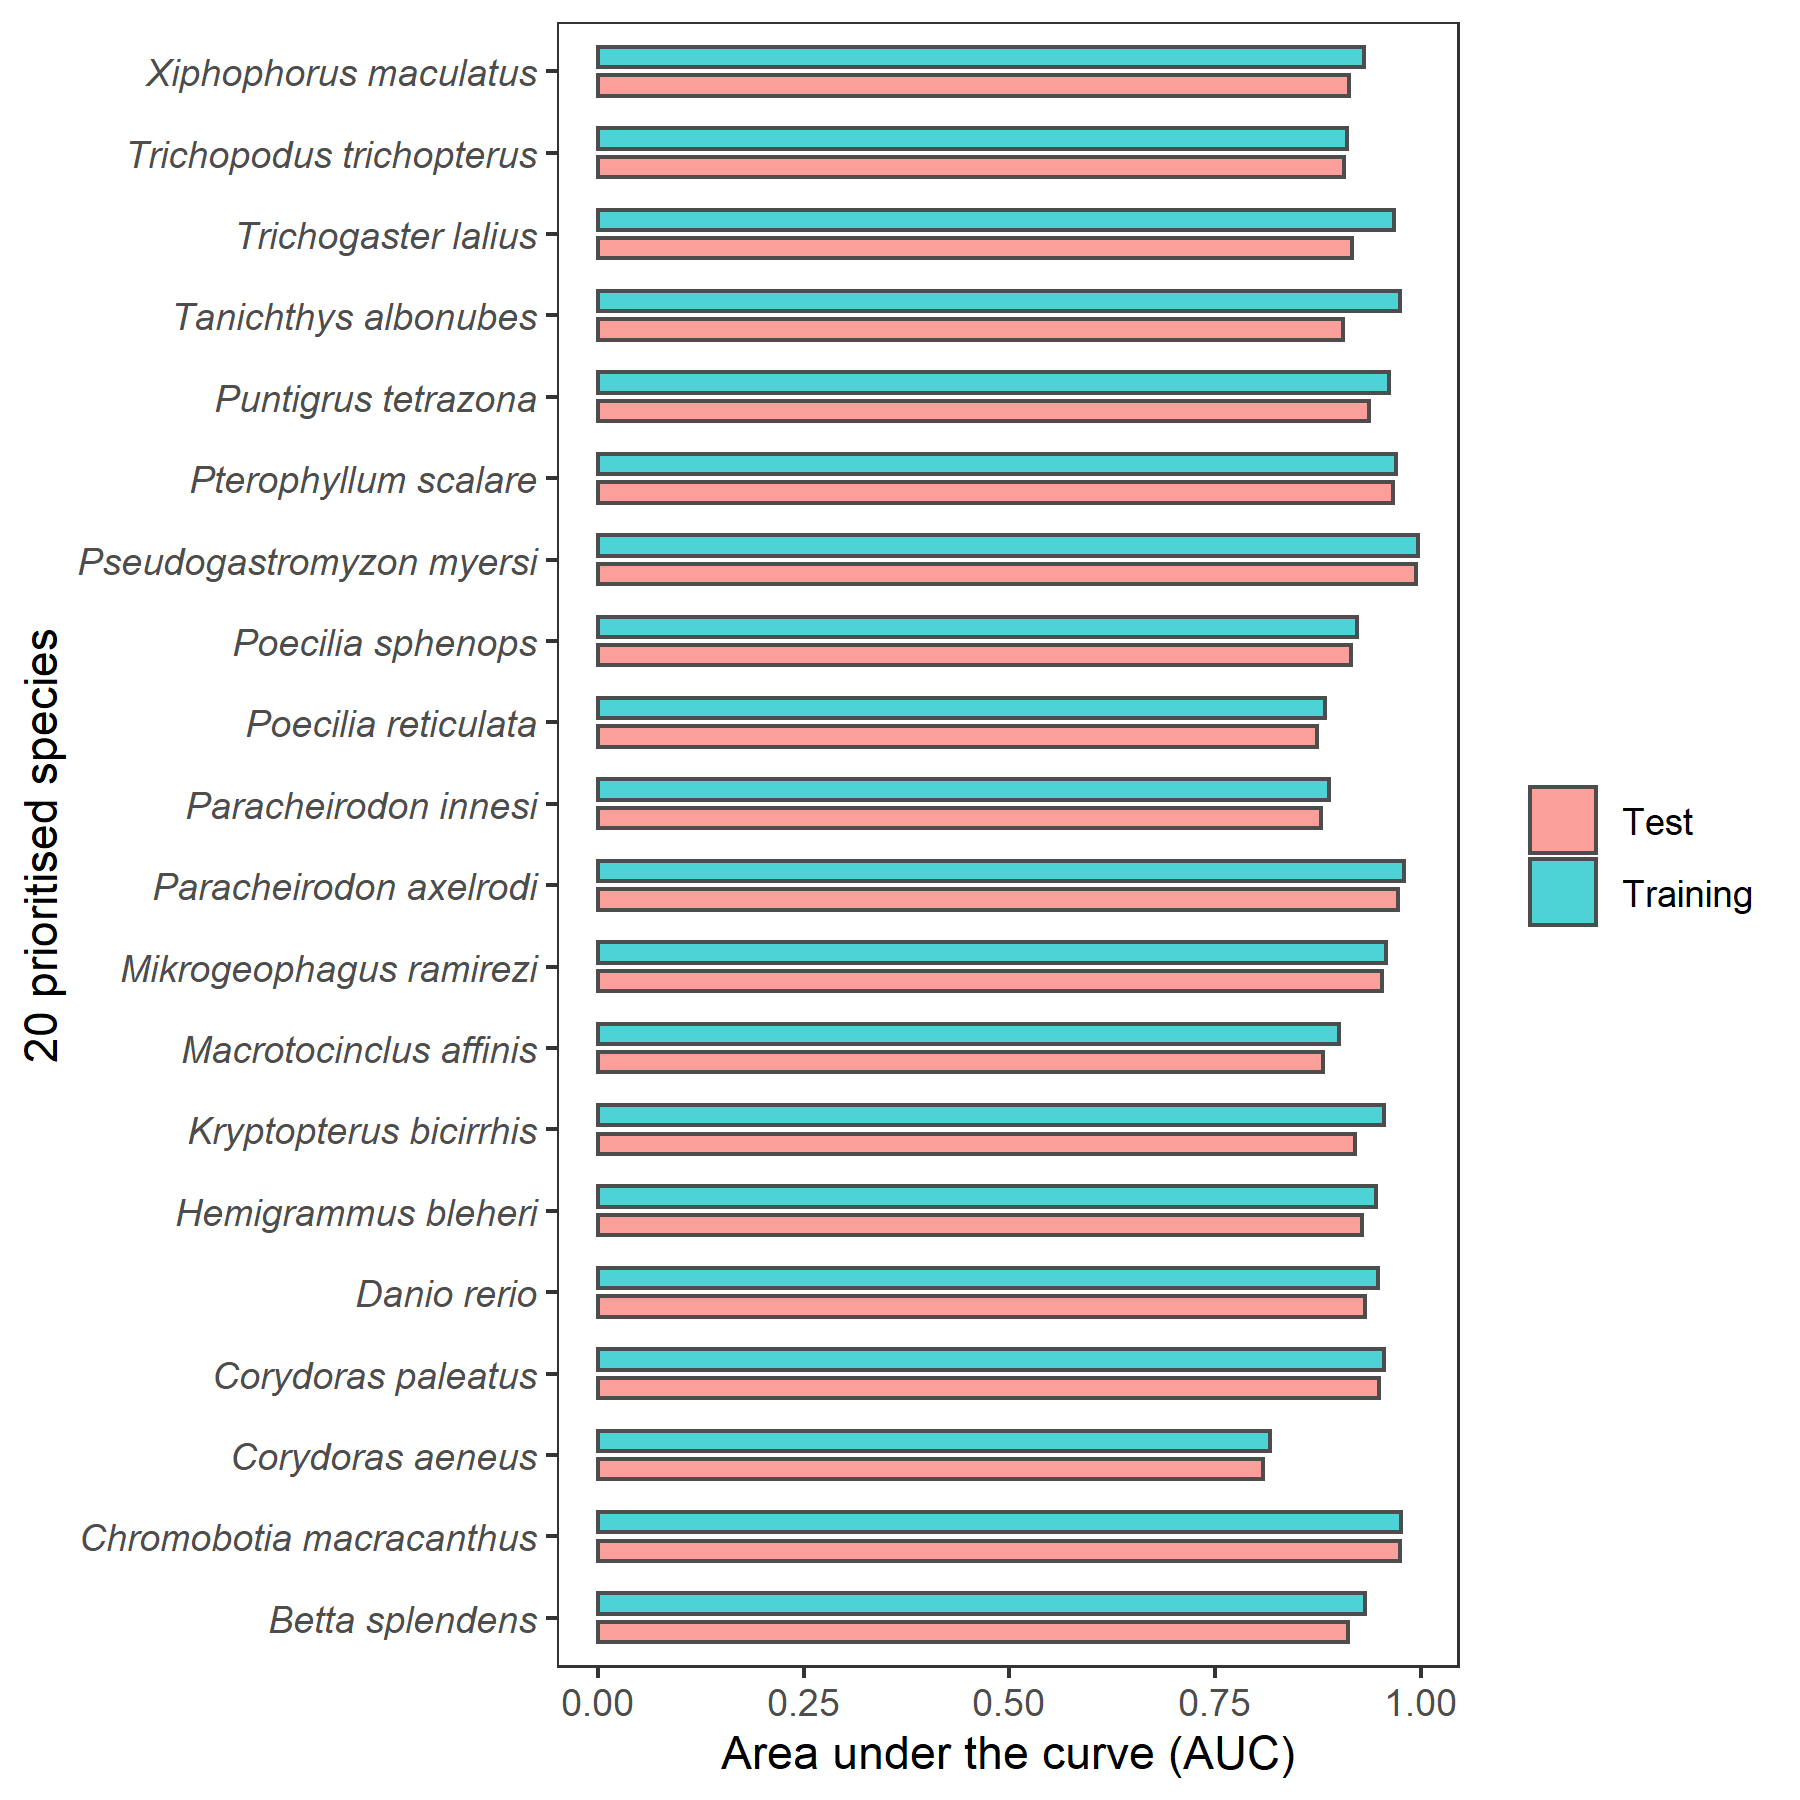 20 prioritised species
Xiphophorus maculatus
Trichopodus trichopterus
Trichogaster lalius
Tanichthys albonubes
Puntigrus tetrazona
Pterophyllum scalare
Pseudogastromyzon myersi
Poecilia sphenops
Poecilia reticulata
Paracheirodon innesi
Paracheirodon axelrodi
Mikrogeophagus ramirezi
Macrotocinclus affinis
Kryptopterus bicirrhis
Hemigrammus bleheri
Danio rerio
Corydoras paleatus
Corydoras aeneus
Chromobotia macracanthus
Betta splendens
0.00 0.25 0.50 0.75 1.00
Area under the curve (AUC)
Test
Training